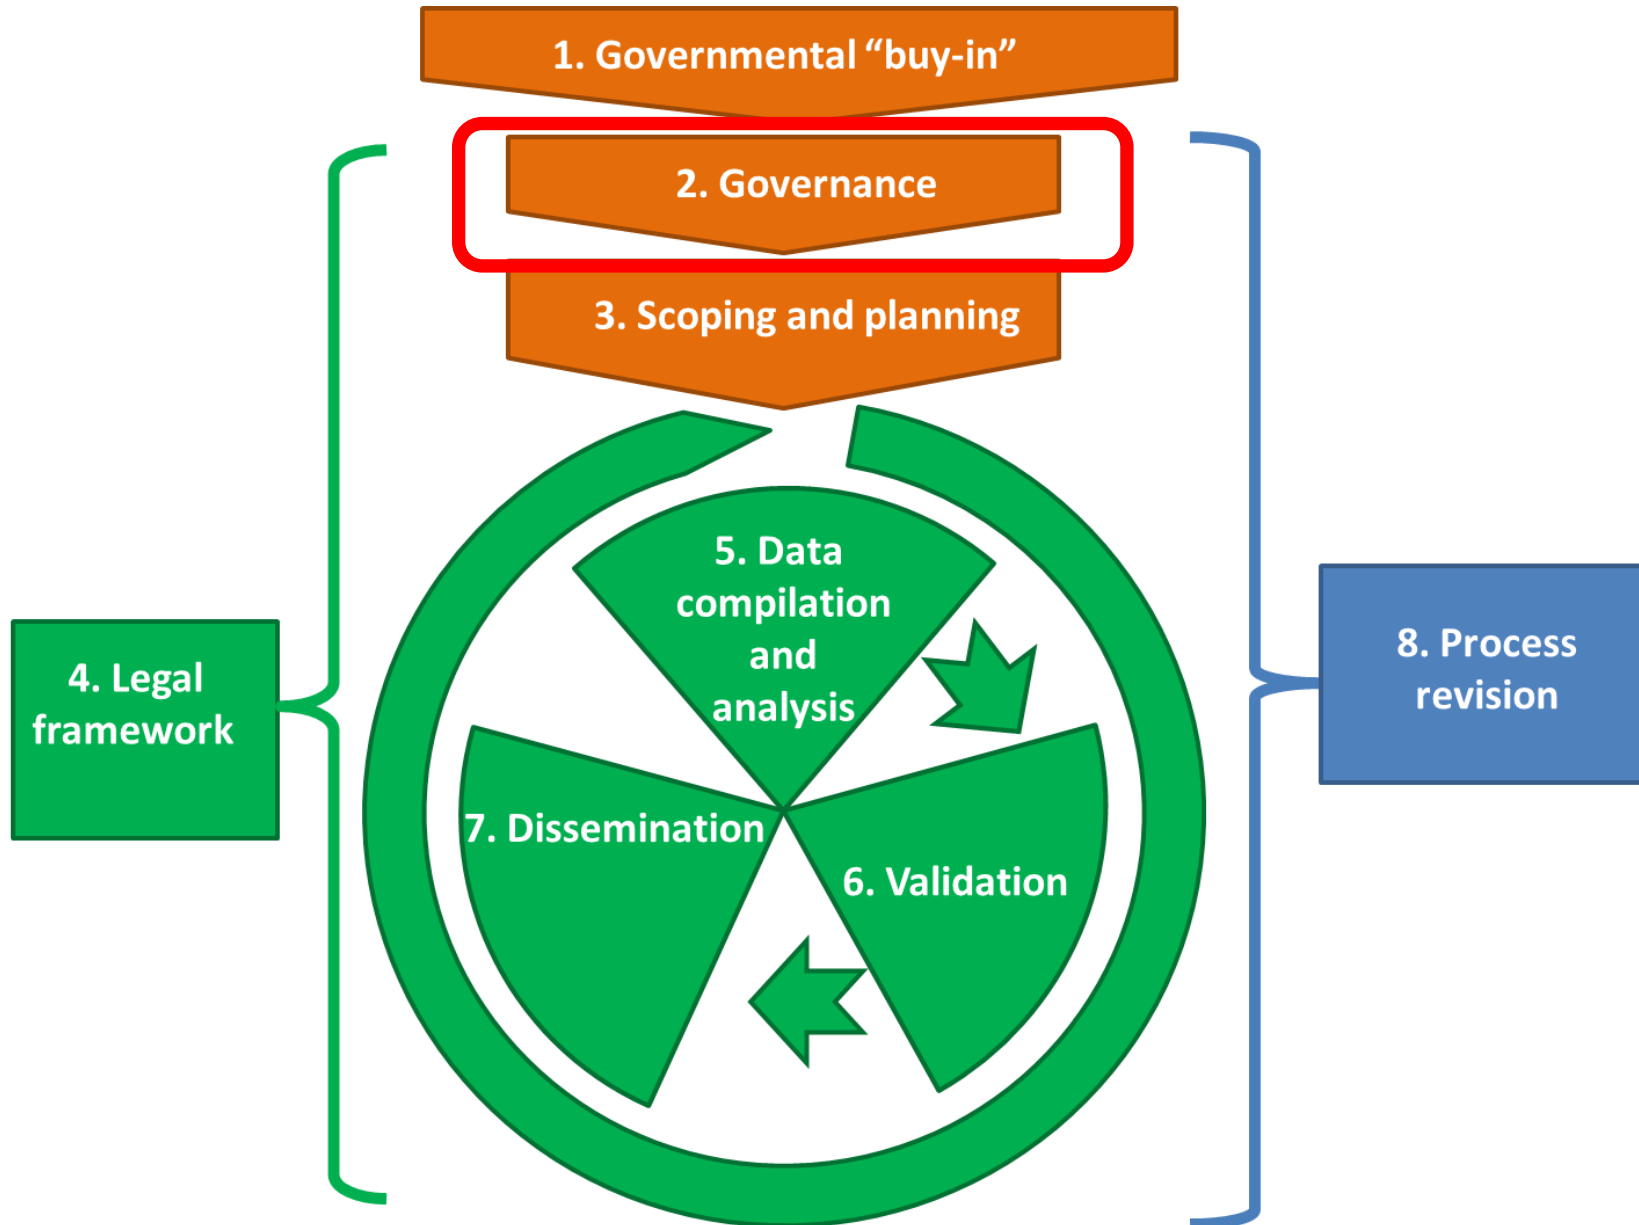 1. Governmental “buy-in”
2. Governance
3. Scoping and planning
4. Legal
framework
5. Data
compilation
and
analysis
6. Validation
7. Dissemination
8. Process
revision